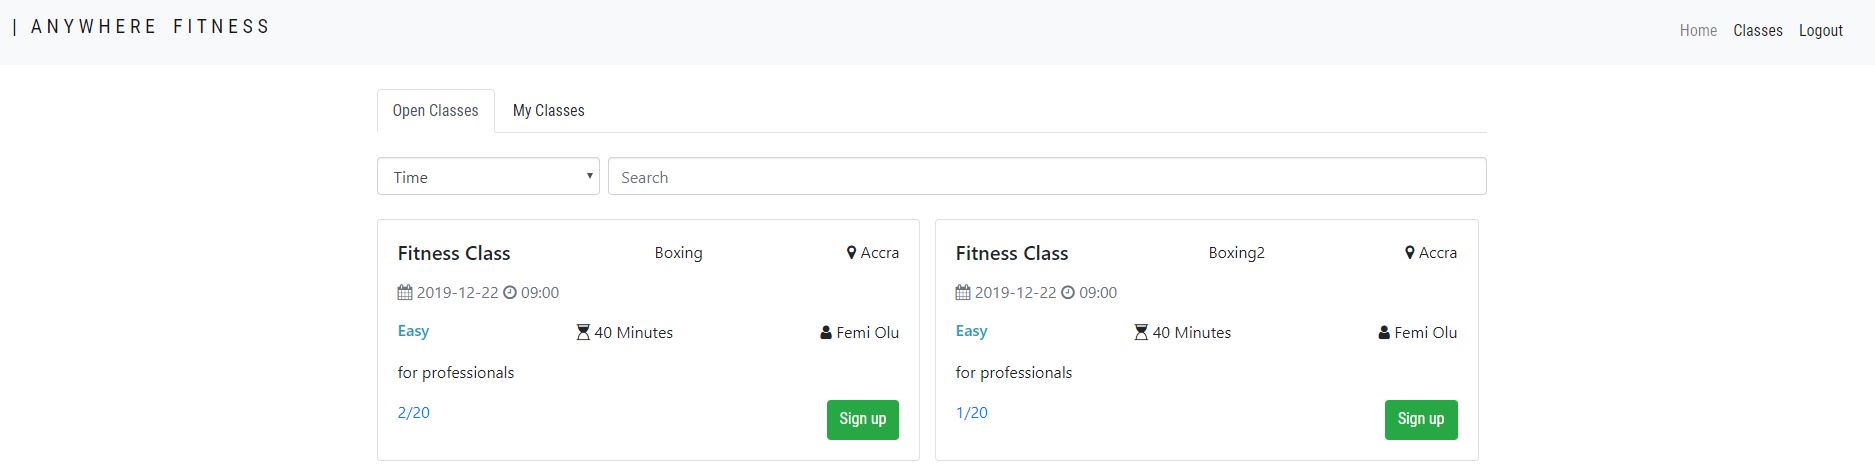 | ANYWHERE FITNESS
Home Classes Logout
Open Classes My Classes
Time Search
Fitness Class Boxing Accra
2019-12-22 09:00
Easy 40 Minutes Femi Olu
for professionals
2/20 Sign up
Fitness Class Boxing2 Accra
2019-12-22 09:00
Easy 40 Minutes Femi Olu
for professionals
1/20 Sign up